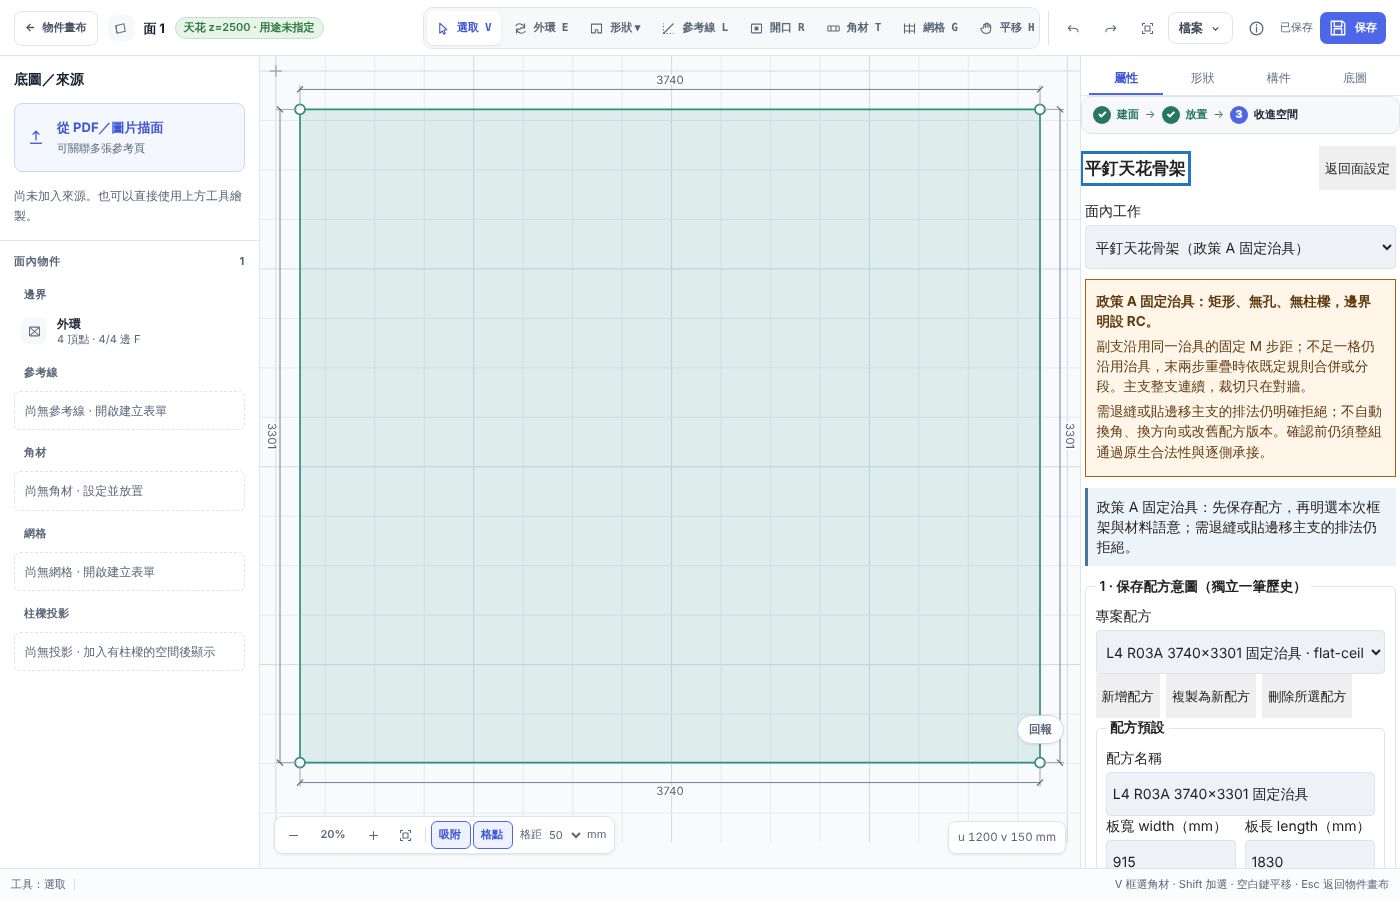 物件畫布
面 1
天花 z=2500 · 用途未指定
選取 V
外環 E
形狀▾
參考線 L
開口 R
角材 T
網格 G
平移 H
檔案
已保存
保存
底圖／來源
從 PDF／圖片描面
可關聯多張參考頁
尚未加入來源。也可以直接使用上方工具繪
製。
面內物件 1
邊界
外環
4 頂點 · 4/4 邊 F
參考線
尚無參考線 · 開啟建立表單
角材
尚無角材 · 設定並放置
網格
尚無網格 · 開啟建立表單
柱樑投影
尚無投影 · 加入有柱樑的空間後顯示
3740
3301
3301
3740
回報
20%
吸附
格點
格距 50 mm
u 1200 v 150 mm
屬性
形狀
構件
底圖
建面 → 放置 → 3 收進空間
平釘天花骨架
返回面設定
面內工作
平釘天花骨架（政策 A 固定治具）
政策 A 固定治具：矩形、無孔、無柱樑，邊界
明設 RC。
副支沿用同一治具的固定 M 步距；不足一格仍
沿用治具，末兩步重疊時依既定規則合併或分
段。主支整支連續，裁切只在對牆。
需退縫或貼邊移主支的排法仍明確拒絕；不自動
換角、換方向或改舊配方版本。確認前仍須整組
通過原生合法性與逐側承接。
政策 A 固定治具：先保存配方，再明選本次框
架與材料語意；需退縫或貼邊移主支的排法仍
拒絕。
1 · 保存配方意圖（獨立一筆歷史）
專案配方
L4 R03A 3740×3301 固定治具 · flat-ceil
新增配方
複製為新配方
刪除所選配方
配方預設
配方名稱
L4 R03A 3740×3301 固定治具
板寬 width（mm）
板長 length（mm）
915
1830
工具：選取
V 框選角材 · Shift 加選 · 空白鍵平移 · Esc 返回物件畫布